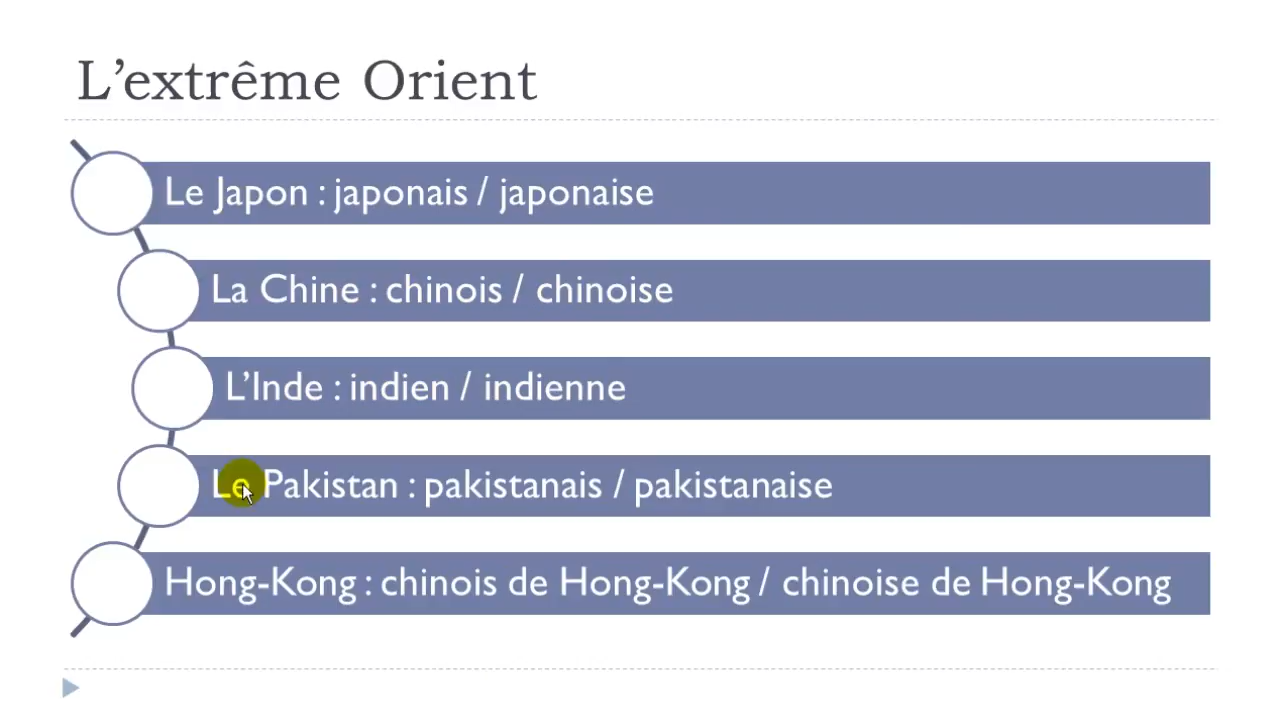 L’extrême Orient
Le Japon : japonais / japonaise
La Chine : chinois / chinoise
L’Inde : indien / indienne
Le Pakistan : pakistanais / pakistanaise
Hong-Kong : chinois de Hong-Kong / chinoise de Hong-Kong